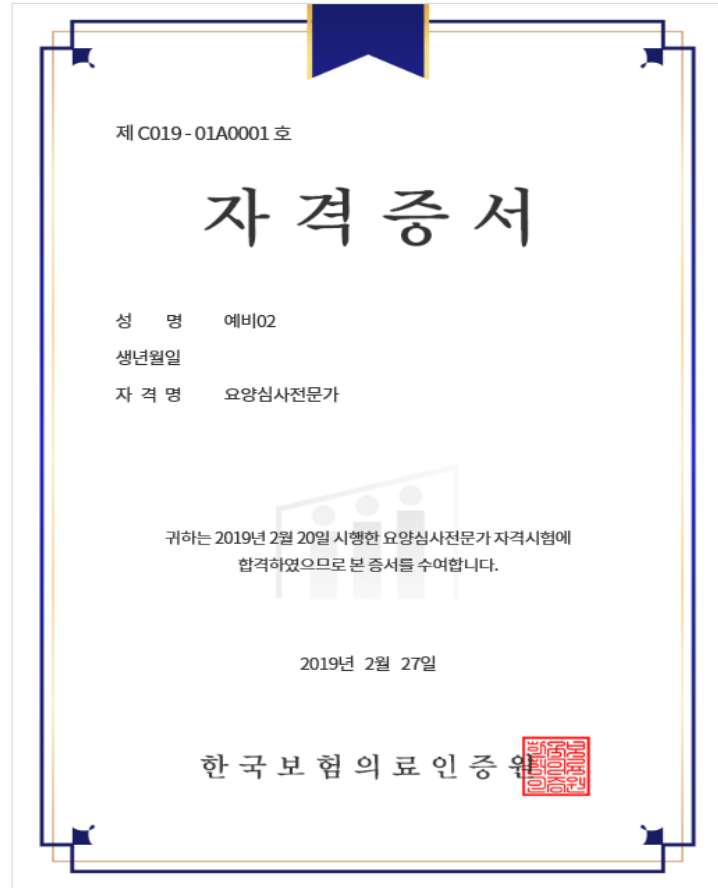 제 C019 - 01A0001 호
자격증서
성 명 예비02
생년월일
자 격 명 요양심사전문가
귀하는 2019년 2월 20일 시행한 요양심사전문가 자격시험에
합격하였으므로 본 증서를 수여합니다.
2019년 2월 27일
한국보험의료인증원